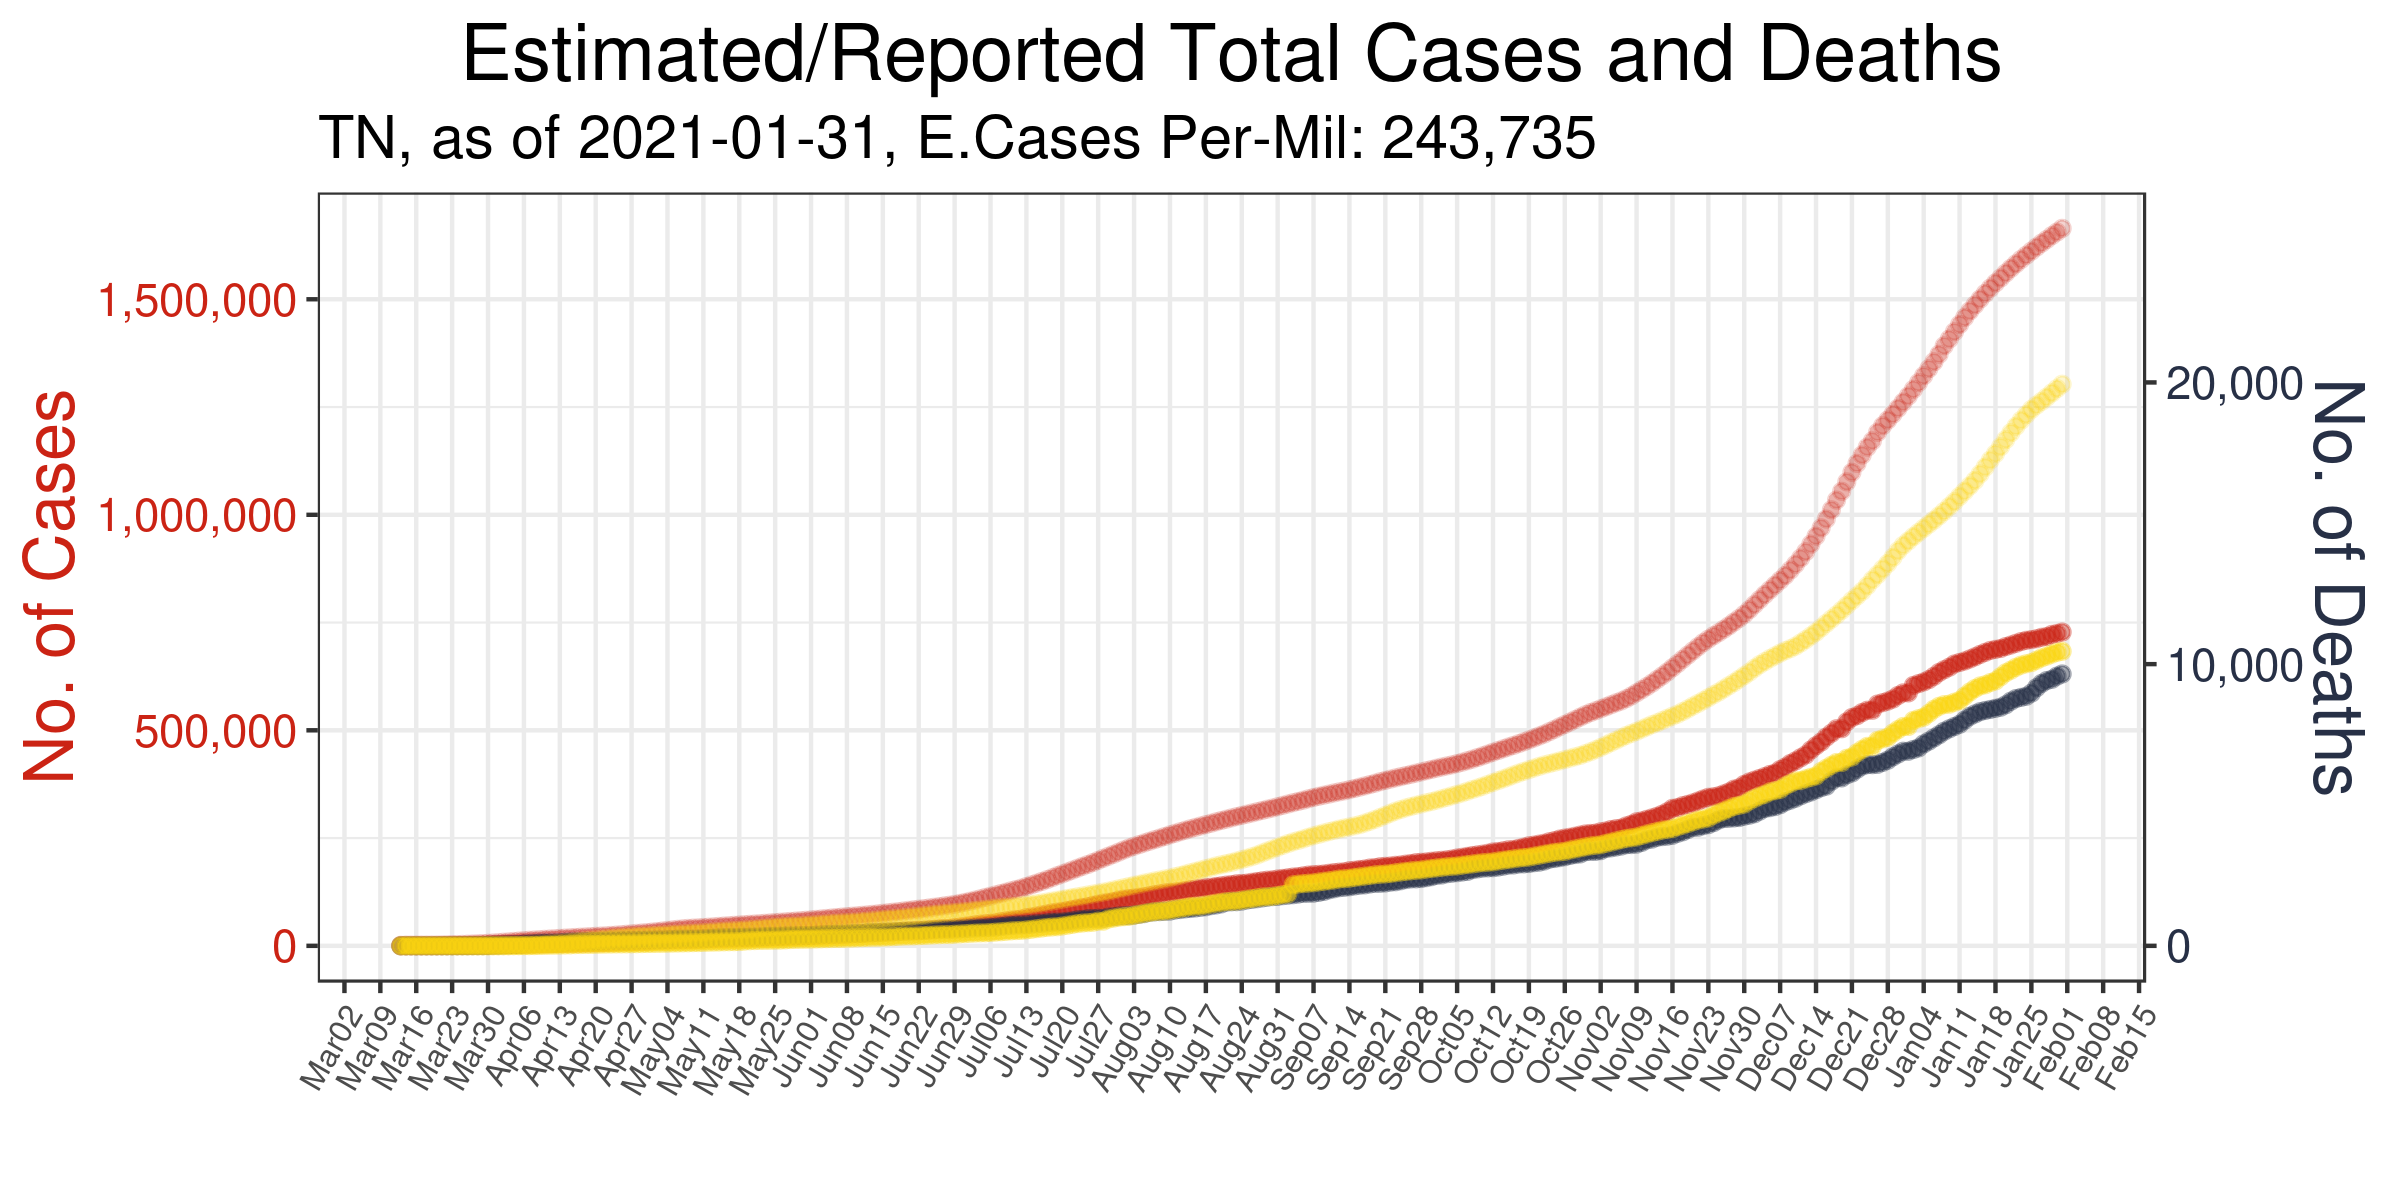 Estimated/Reported Total Cases and Deaths
TN, as of 2021-01-31, E.Cases Per-Mil: 243,735
No. of Cases
1,500,000
1,000,000
500,000
0
20,000
10,000
0
No. of Deaths
Mar02
Mar09
Mar16
Mar23
Mar30
Apr06
Apr13
Apr20
Apr27
May04
May11
May18
May25
Jun01
Jun08
Jun15
Jun22
Jun29
Jul06
Jul13
Jul20
Jul27
Aug03
Aug10
Aug17
Aug24
Aug31
Sep07
Sep14
Sep21
Sep28
Oct05
Oct12
Oct19
Oct26
Nov02
Nov09
Nov16
Nov23
Nov30
Dec07
Dec14
Dec21
Dec28
Jan04
Jan11
Jan18
Jan25
Feb01
Feb08
Feb15